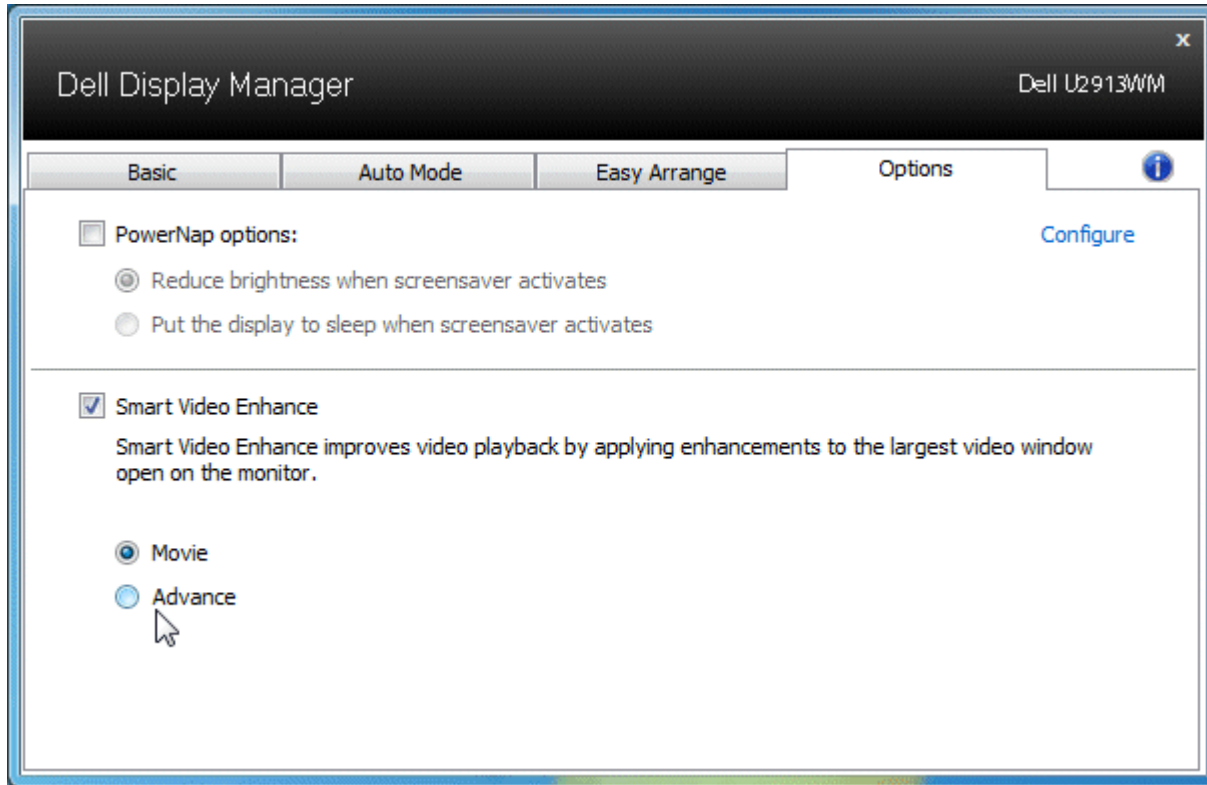 x
Dell Display Manager
Dell U2913WM
Basic
Auto Mode
Easy Arrange
Options
i
PowerNap options:
Configure
Reduce brightness when screensaver activates
Put the display to sleep when screensaver activates
Smart Video Enhance
Smart Video Enhance improves video playback by applying enhancements to the largest video window
open on the monitor.
Movie
Advance